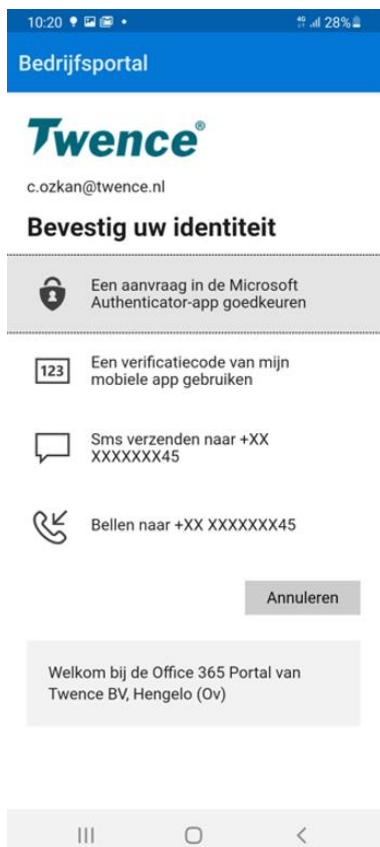 10:20
4G 28%
Bedrijfsportal
Twence®
c.ozkan@twence.nl
Bevestig uw identiteit
Een aanvraag in de Microsoft
Authenticator-app goedkeuren
123
Een verificatiecode van mijn
mobiele app gebruiken
Sms verzenden naar +XX
XXXXXXX45
Bellen naar +XX XXXXXXX45
Annuleren
Welkom bij de Office 365 Portal van
Twence BV, Hengelo (Ov)